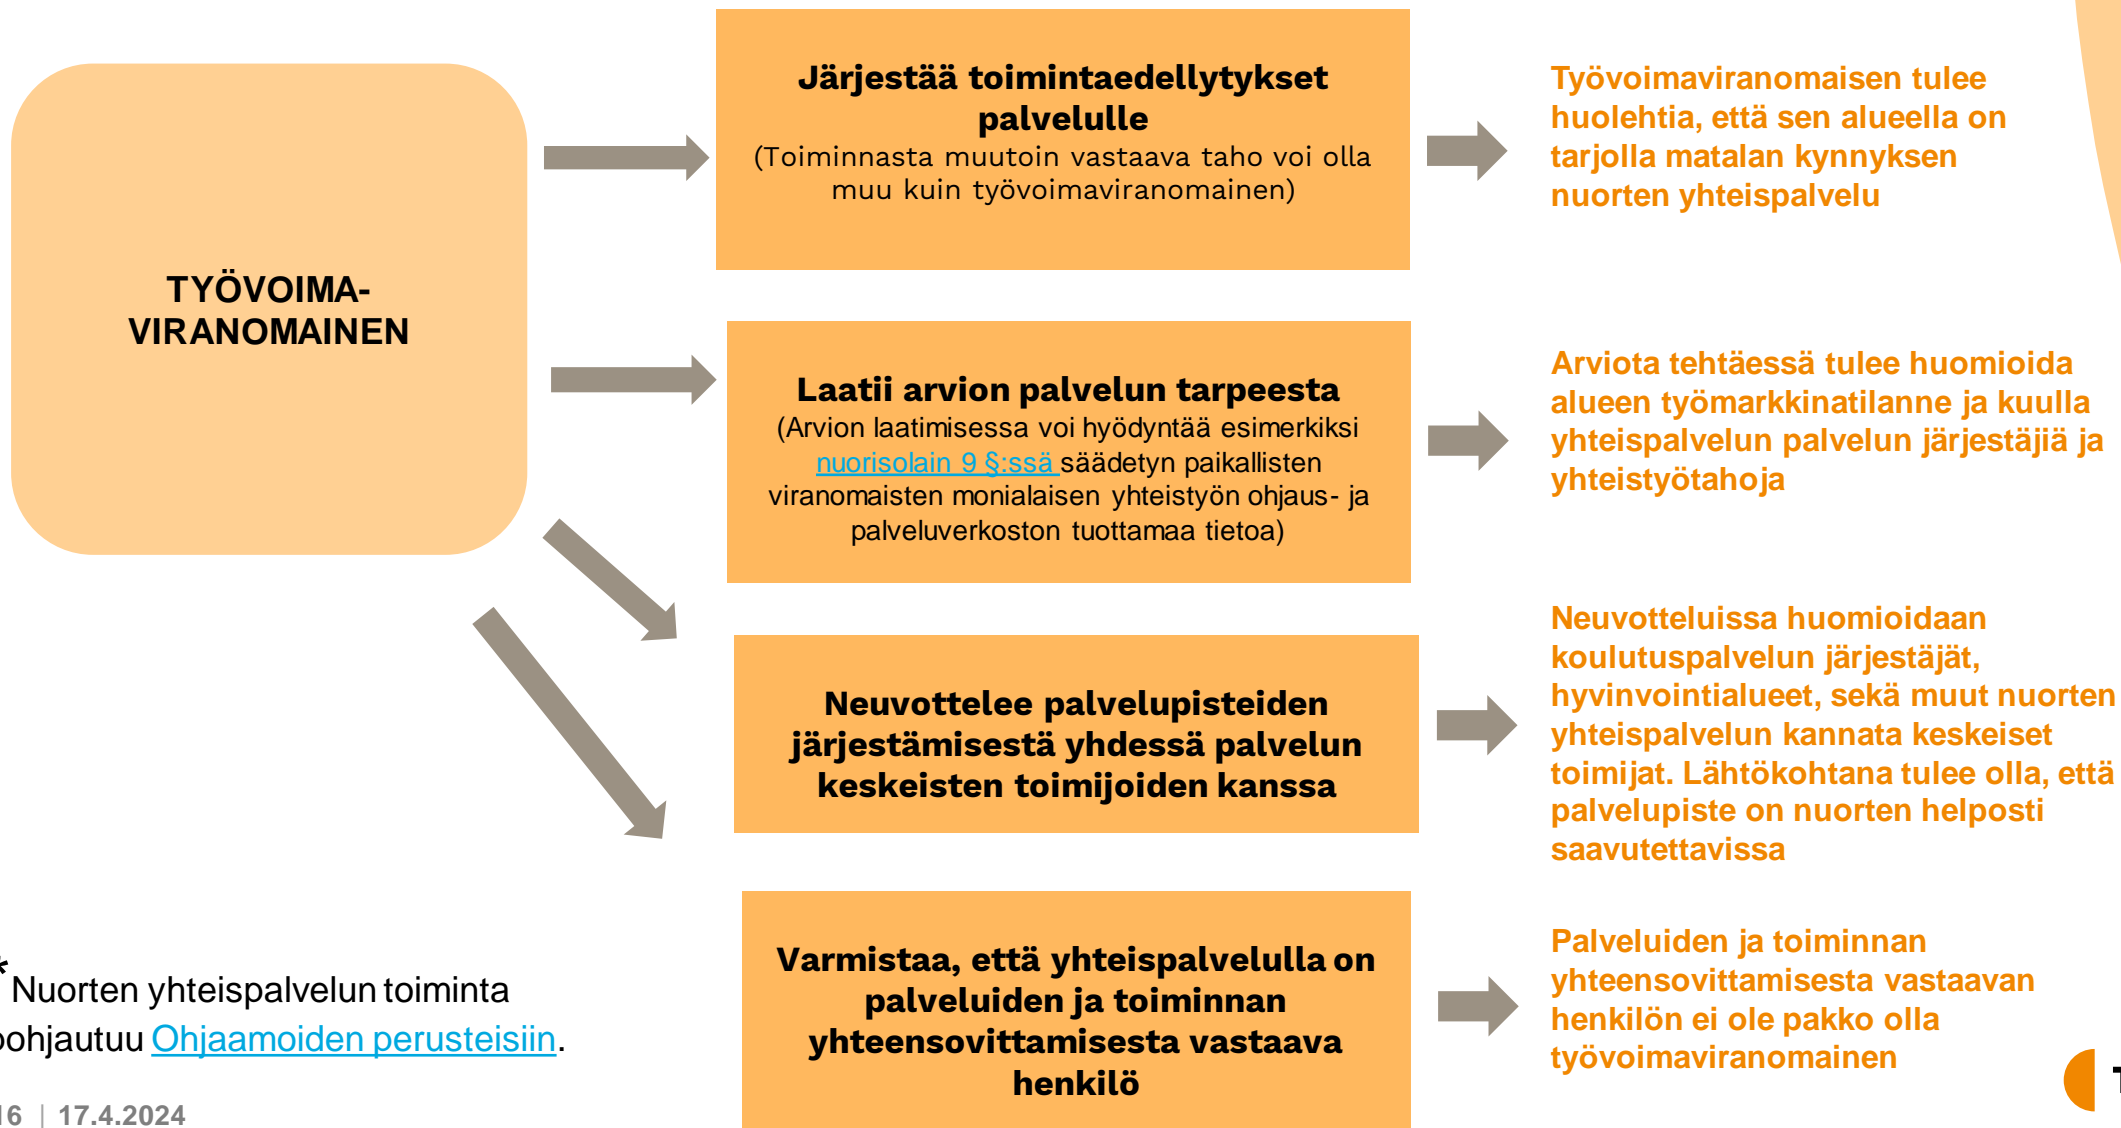 TYÖVOIMA-
VIRANOMAINEN
Järjestää toimintaedellytykset
palvelulle
(Toiminnasta muutoin vastaava taho voi olla
muu kuin työvoimaviranomainen)
Työvoimaviranomaisen tulee
huolehtia, että sen alueella on
tarjolla matalan kynnyksen
nuorten yhteispalvelu
Laatii arvion palvelun tarpeesta
(Arvion laatimisessa voi hyödyntää esimerkiksi
nuorisolain 9 §:ssä säädetyn paikallisten
viranomaisten monialaisen yhteistyön ohjaus- ja
palveluverkoston tuottamaa tietoa)
Arviota tehtäessä tulee huomioida
alueen työmarkkinatilanne ja kuulla
yhteispalvelun palvelun järjestäjiä ja
yhteistyötahoja
Neuvottelee palvelupisteiden
järjestämisestä yhdessä palvelun
keskeisten toimijoiden kanssa
Neuvotteluissa huomioidaan
koulutuspalvelun järjestäjät,
hyvinvointialueet, sekä muut nuorten
yhteispalvelun kannata keskeiset
toimijat. Lähtökohtana tulee olla, että
palvelupiste on nuorten helposti
saavutettavissa
Varmistaa, että yhteispalvelulla on
palveluiden ja toiminnan
yhteensovittamisesta vastaava
henkilö
Palveluiden ja toiminnan
yhteensovittamisesta vastaavan
henkilön ei ole pakko olla
työvoimaviranomainen
*Nuorten yhteispalvelun toiminta
pohjautuu Ohjaamoiden perusteisiin.
16 | 17.4.2024